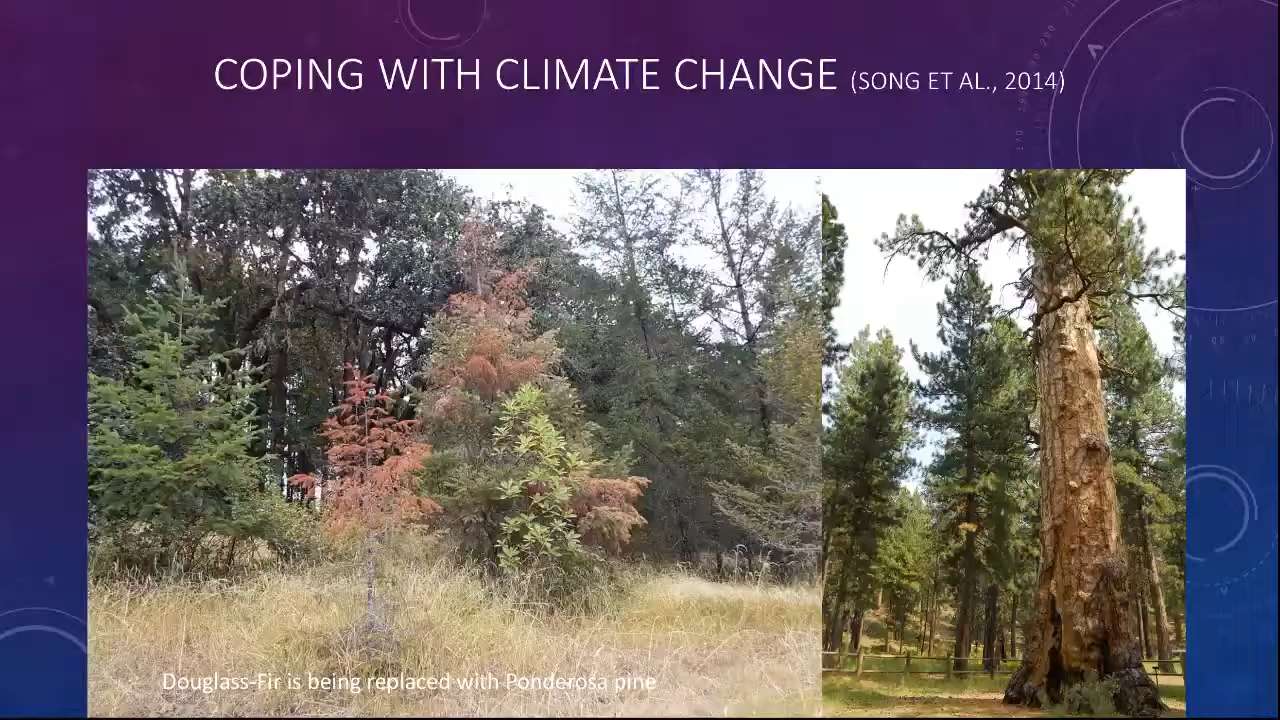 COPING WITH CLIMATE CHANGE (SONG ET AL., 2014)
Douglass-Fir is being replaced with Ponderosa pine